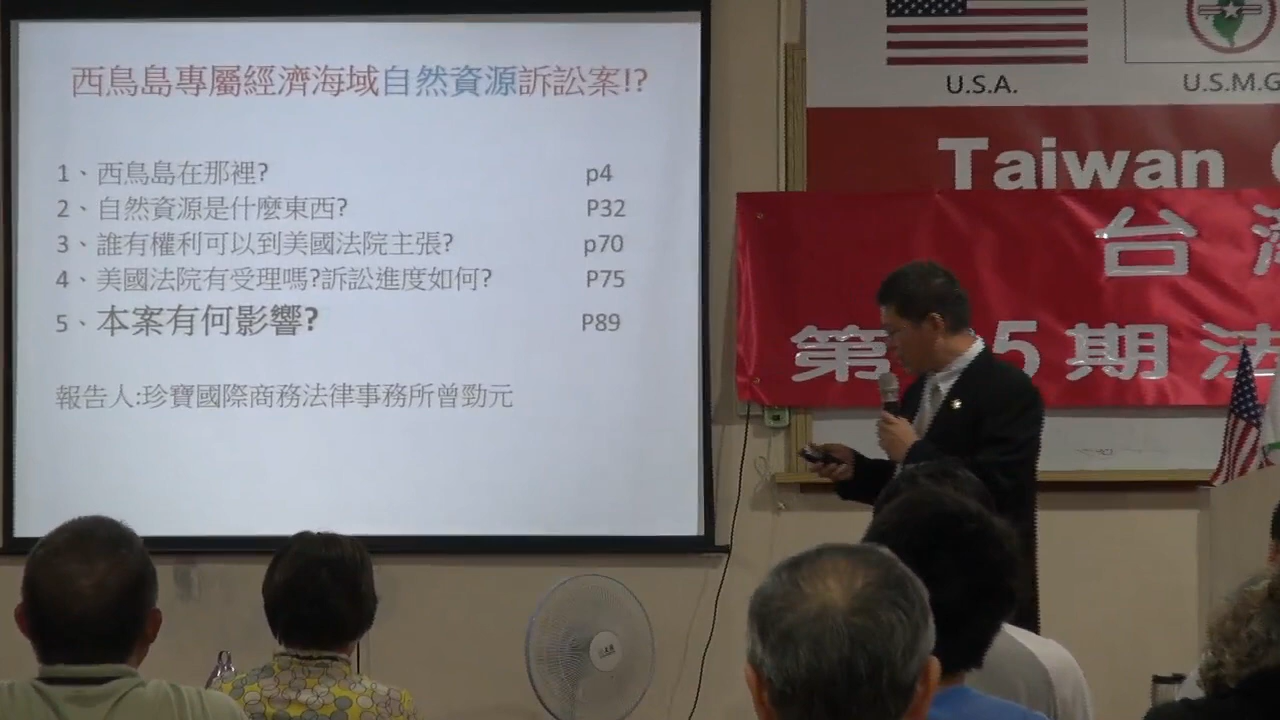 西鳥島專屬經濟海域自然資源訴訟案!?
1、西鳥島在那裡? p4
2、自然資源是什麼東西? P32
3、誰有權利可以到美國法院主張? p70
4、美國法院有受理嗎?訴訟進度如何? P75
5、本案有何影響? P89
報告人:珍寶國際商務法律事務所曾勁元
U.S.A.
U.S.M.G
Taiwan
台灣
第 5期法